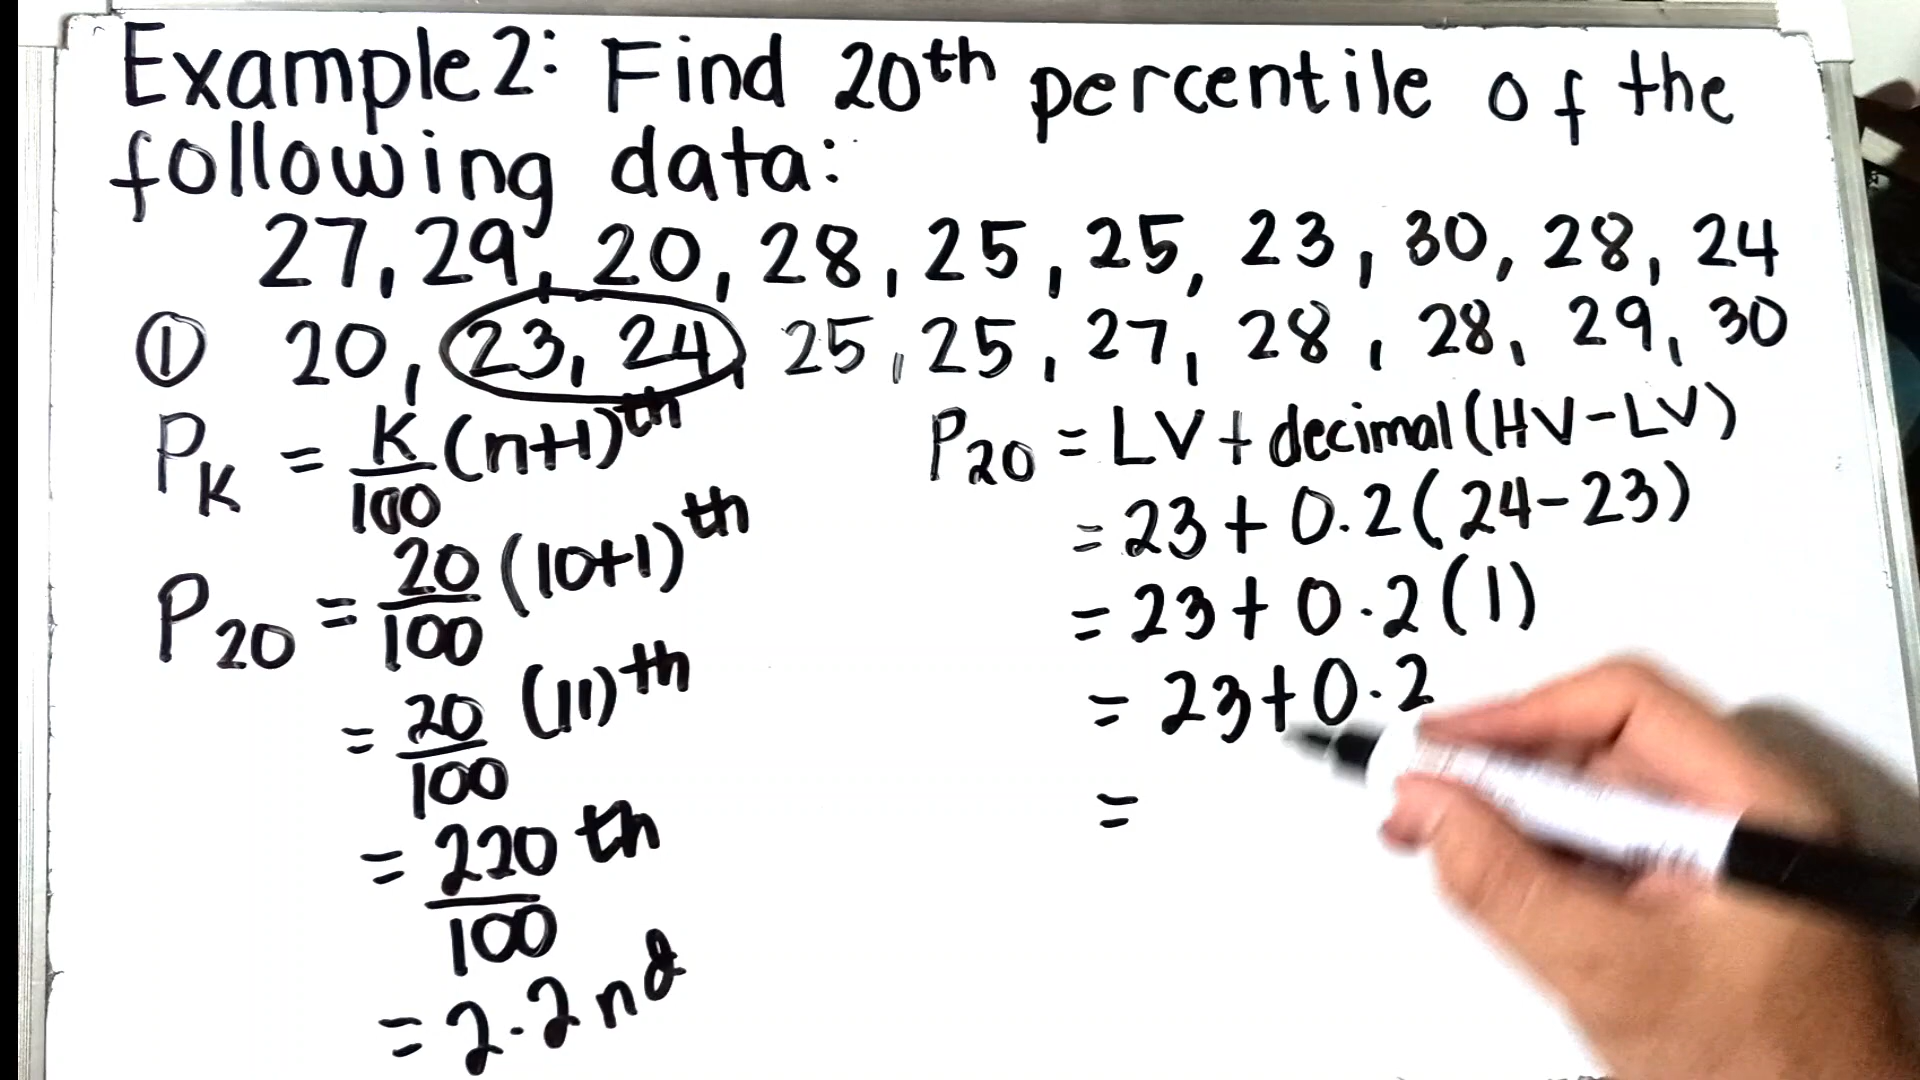 Example 2: Find 20th percentile of the
following data:
27, 29, 20, 28, 25, 25, 23, 30, 28, 24
① 20, 23, 24, 25, 25, 27, 28, 28, 29, 30
PK = K/100 (n+1)th
P20 = 20/100 (10+1)th
= 20/100 (11)th
= 220/100 th
= 2.2nd
P20 = LV + decimal (HV - LV)
= 23 + 0.2 (24 - 23)
= 23 + 0.2 (1)
= 23 + 0.2
=